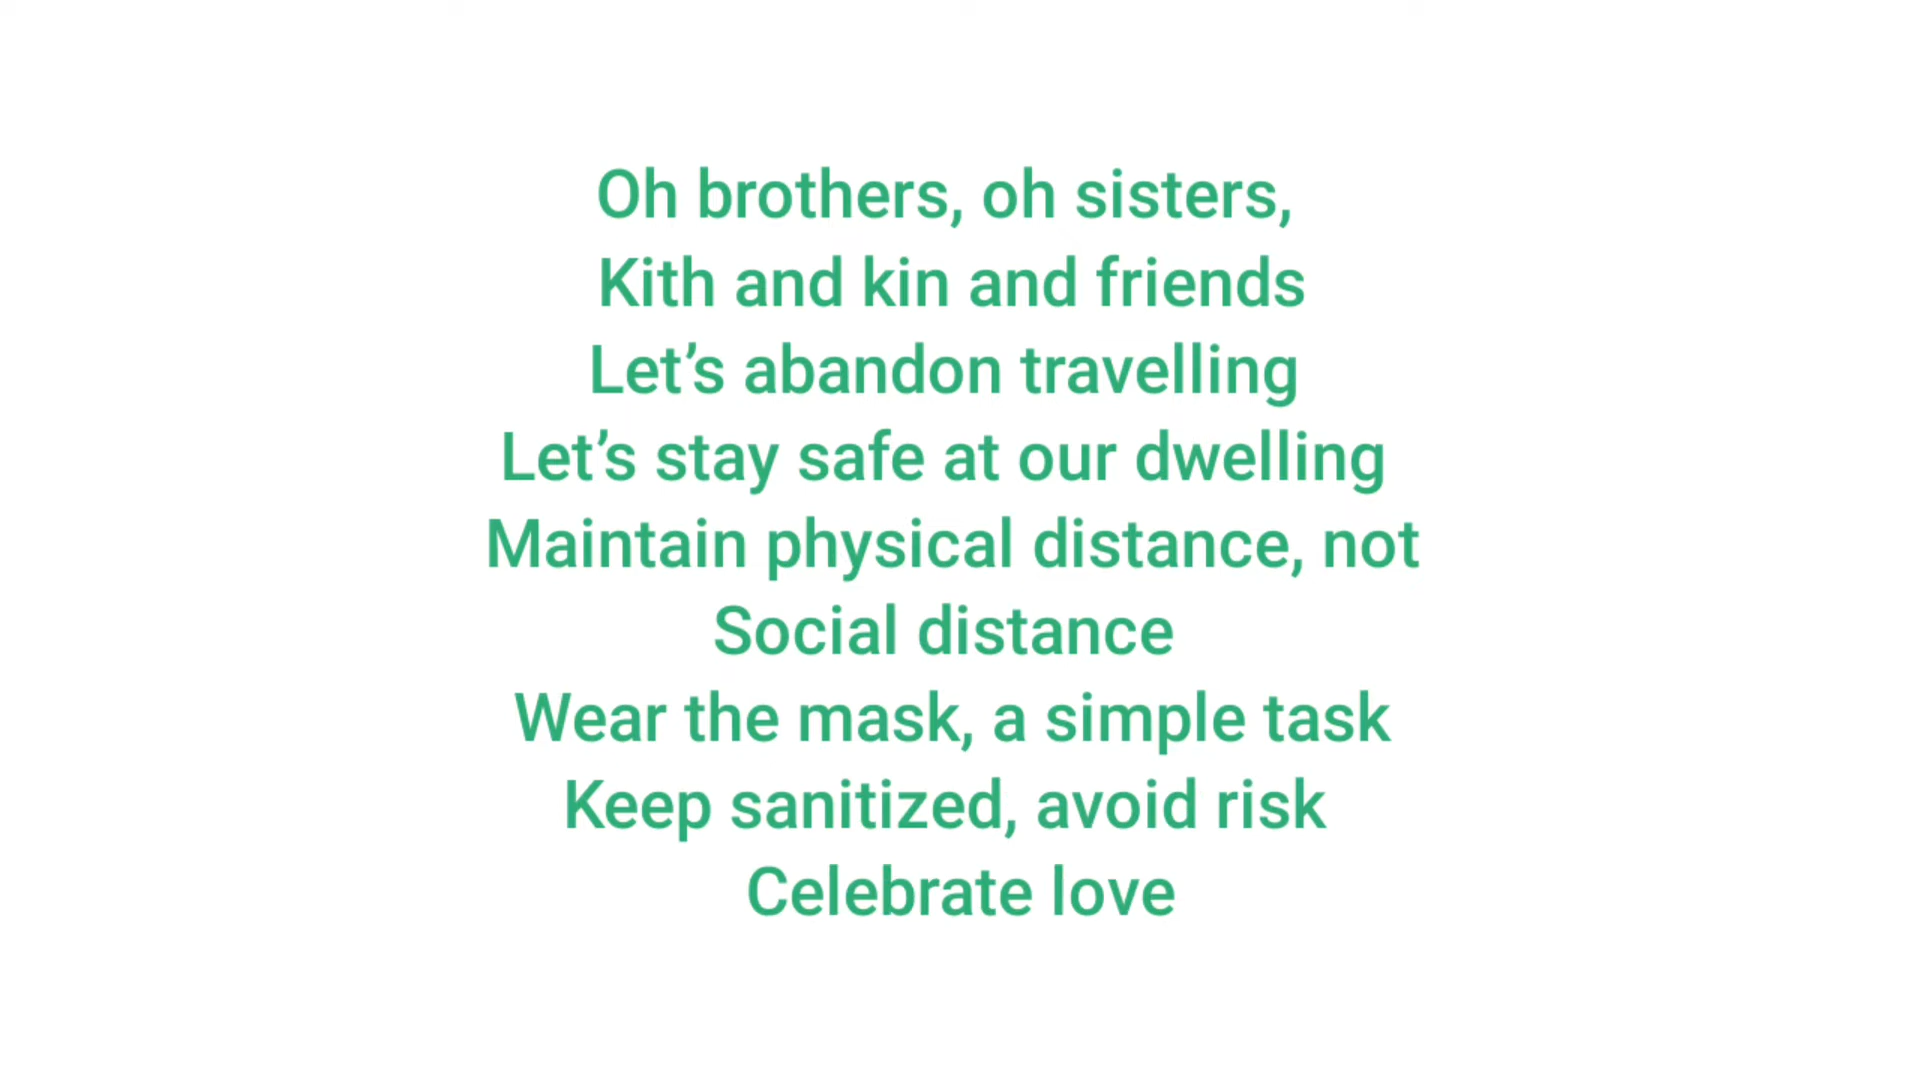 Oh brothers, oh sisters,
Kith and kin and friends
Let’s abandon travelling
Let’s stay safe at our dwelling
Maintain physical distance, not
Social distance
Wear the mask, a simple task
Keep sanitized, avoid risk
Celebrate love